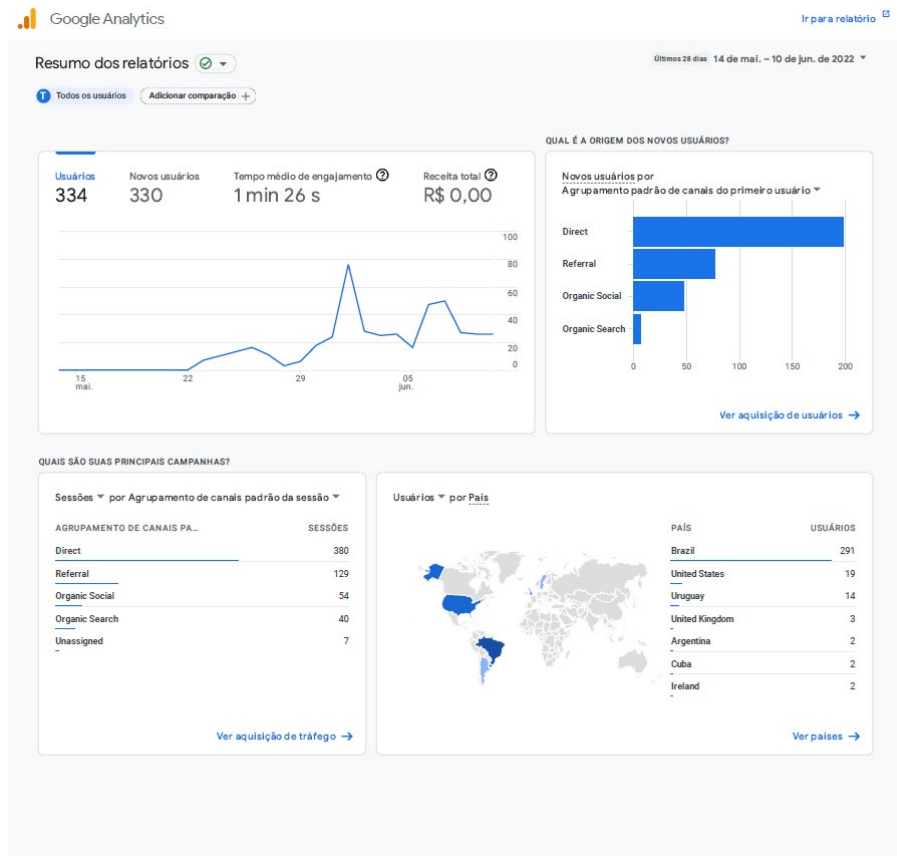 Google Analytics
Ir para relatório
Resumo dos relatórios
Últimos 28 dias 14 de mai. – 10 de jun. de 2022
T Todos os usuários
Adicionar comparação +
Usuários
334
Novos usuários
330
Tempo médio de engajamento
1 min 26 s
Receita total
R$ 0,00
100
80
60
40
20
0
15
mai.
22
29
05
jun.
QUAL É A ORIGEM DOS NOVOS USUÁRIOS?
Novos usuários por
Agrupamento padrão de canais do primeiro usuário
Direct
Referral
Organic Social
Organic Search
0 50 100 150 200
Ver aquisição de usuários →
QUAIS SÃO SUAS PRINCIPAIS CAMPANHAS?
Sessões por Agrupamento de canais padrão da sessão
AGRUPAMENTO DE CANAIS PA... SESSÕES
Direct 380
Referral 129
Organic Social 54
Organic Search 40
Unassigned 7
Ver aquisição de tráfego →
Usuários por País
PAÍS USUÁRIOS
Brazil 291
United States 19
Uruguay 14
United Kingdom 3
Argentina 2
Cuba 2
Ireland 2
Ver países →